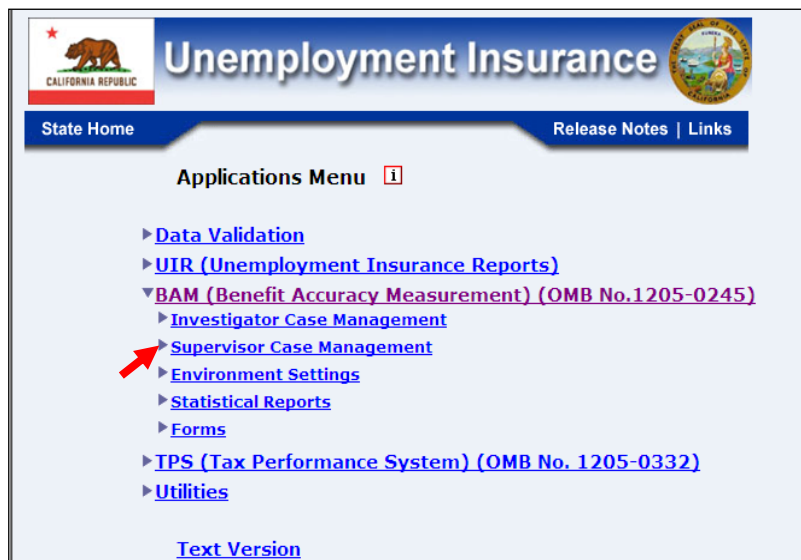 CALIFORNIA REPUBLIC
Unemployment Insurance
State Home
Release Notes | Links
Applications Menu i
Data Validation
UIR (Unemployment Insurance Reports)
BAM (Benefit Accuracy Measurement) (OMB No.1205-0245)
Investigator Case Management
Supervisor Case Management
Environment Settings
Statistical Reports
Forms
TPS (Tax Performance System) (OMB No. 1205-0332)
Utilities
Text Version